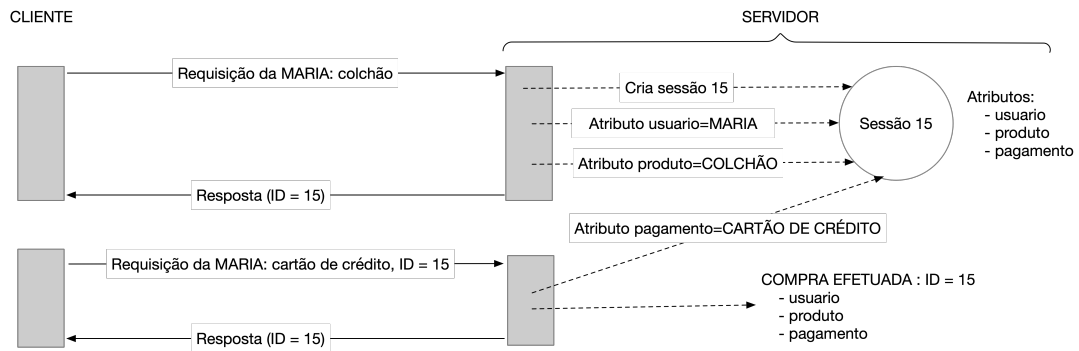 CLIENTE
SERVIDOR
Requisição da MARIA: colchão
Cria sessão 15
Atributo usuario=MARIA
Sessão 15
Atributos:
- usuario
- produto
- pagamento
Atributo produto=COLCHÃO
Resposta (ID = 15)
Atributo pagamento=CARTÃO DE CRÉDITO
Requisição da MARIA: cartão de crédito, ID = 15
COMPRA EFETUADA : ID = 15
- usuario
- produto
- pagamento
Resposta (ID = 15)